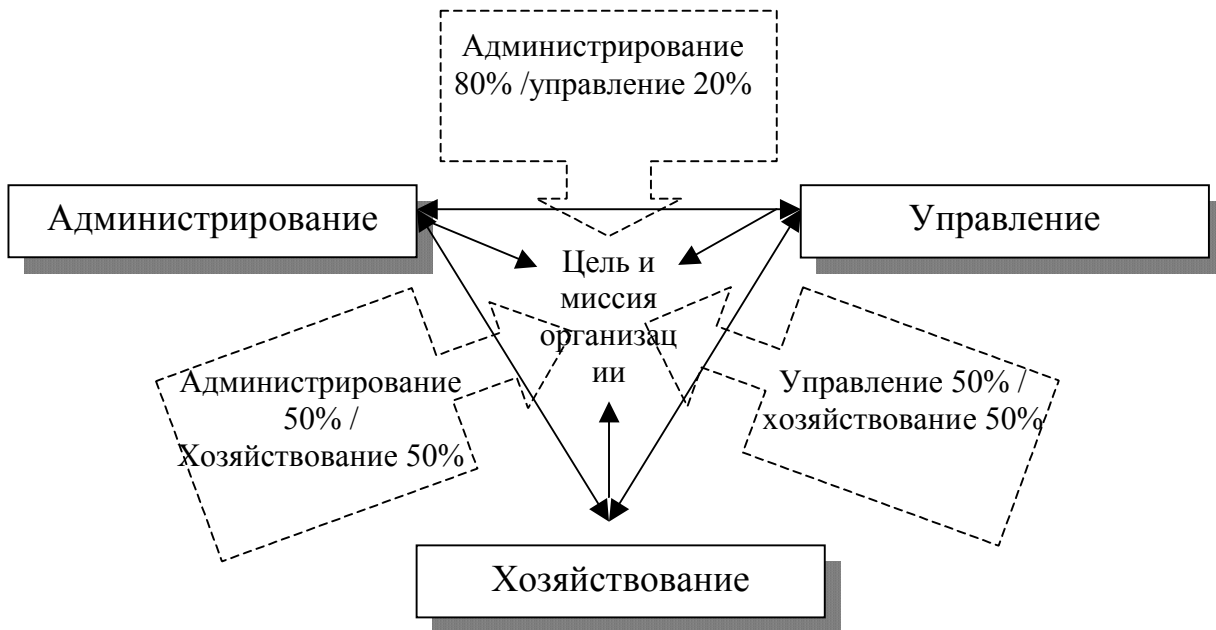 Администрирование
80% /управление 20%
Администрирование
Управление
Цель и
миссия
организац
ии
Администрирование
50% /
Хозяйствование 50%
Управление 50% /
хозяйствование 50%
Хозяйствование